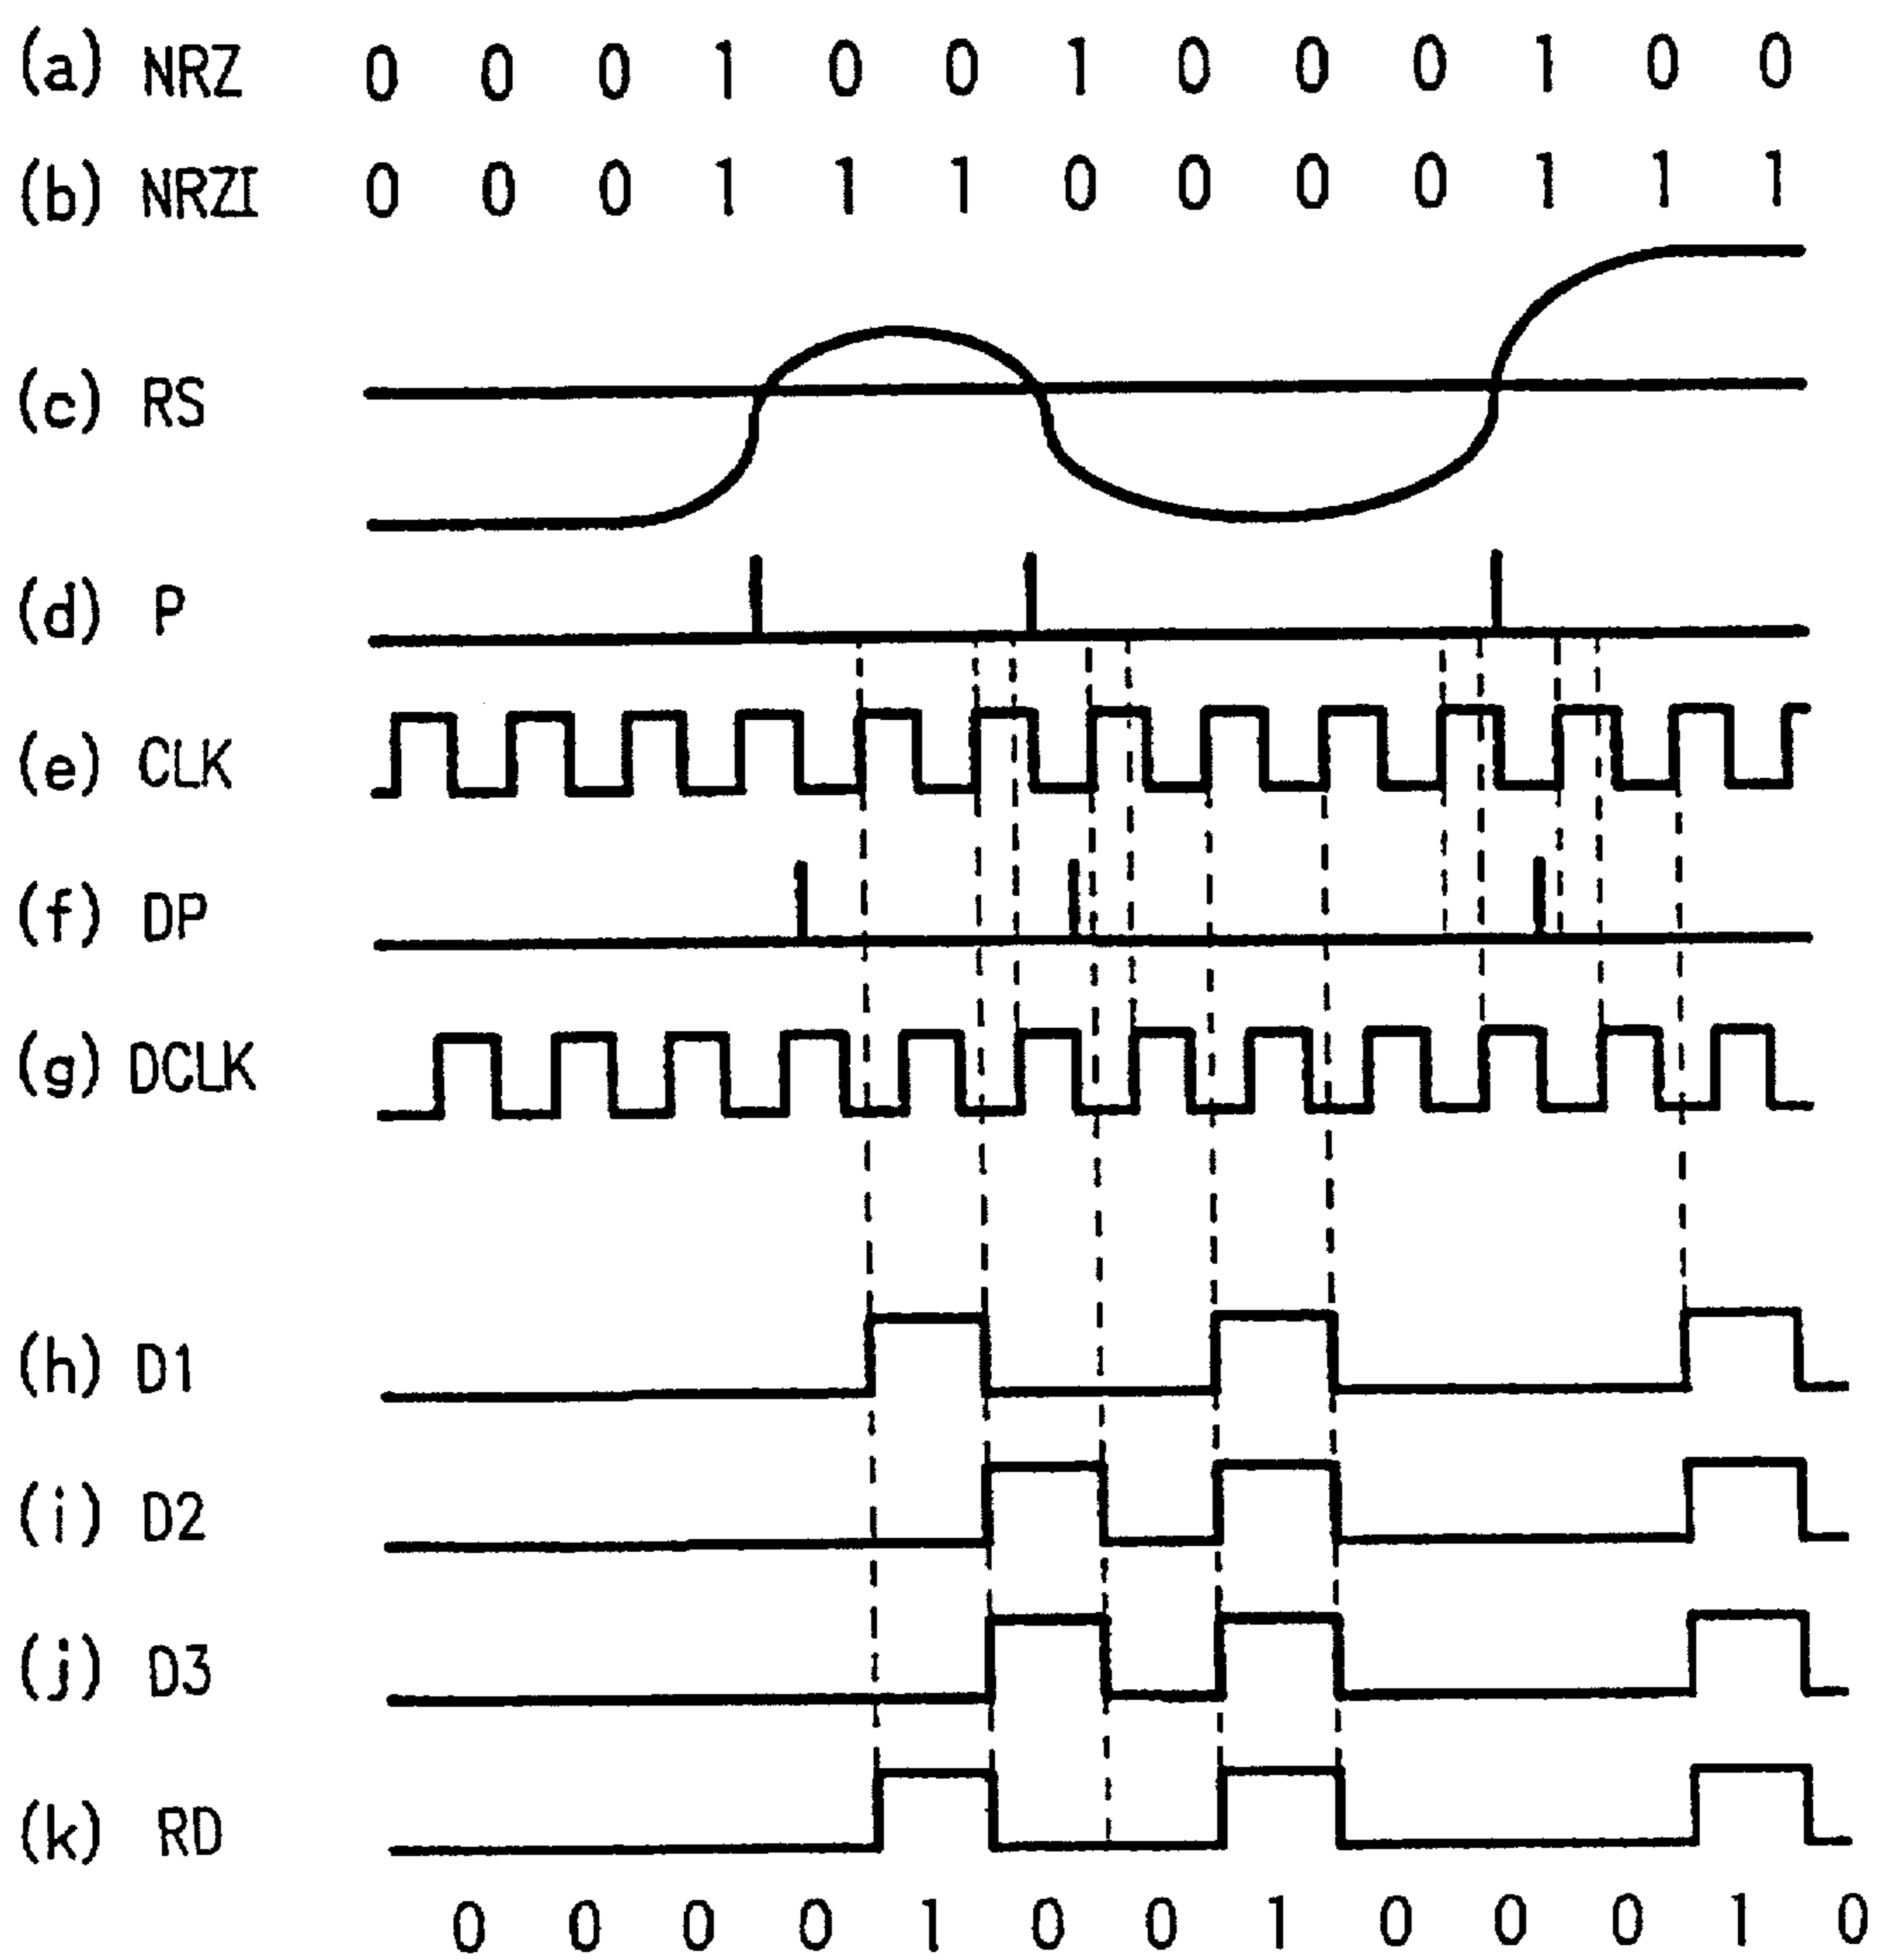 (a) NRZ 0 0 0 1 0 0 1 0 0 0 1 0 0
(b) NRZI 0 0 0 1 1 1 0 0 0 0 1 1 1
(c) RS
(d) P
(e) CLK
(f) DP
(g) DCLK
(h) D1
(i) D2
(j) D3
(k) RD
0 0 0 0 1 0 0 1 0 0 0 1 0